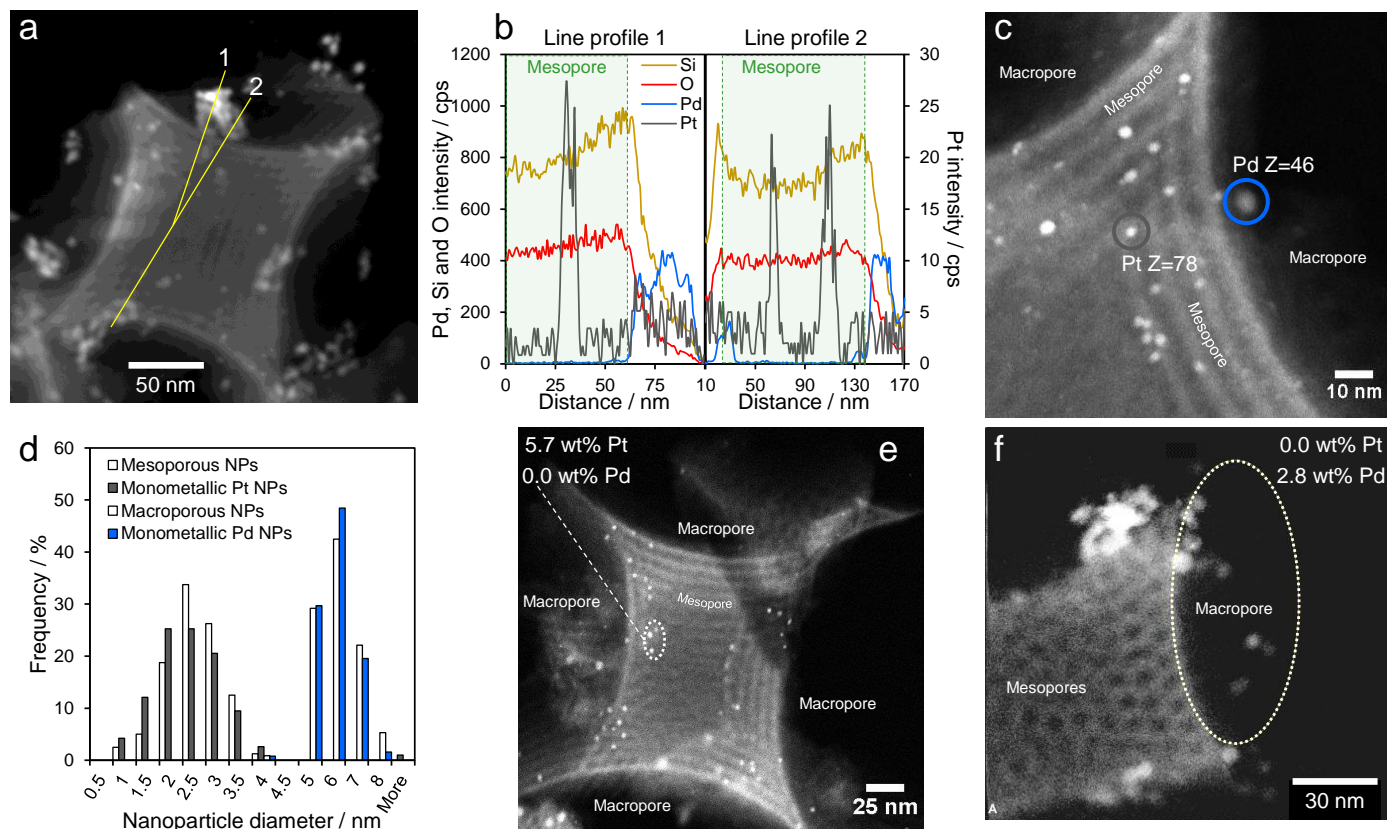 a
1
2
50 nm
b
Line profile 1
Line profile 2
1200
1000
800
600
400
200
0
30
25
20
15
10
5
0
Mesopore
Mesopore
Si
O
Pd
Pt
Pd, Si and O intensity / cps
Pt intensity / cps
0
25
50
75
10
50
90
130
170
Distance / nm
Distance / nm
c
Macropore
Mesopore
Pd Z=46
Pt Z=78
Macropore
Mesopore
10 nm
d
60
50
40
30
20
10
0
Mesoporous NPs
Monometallic Pt NPs
Macroporous NPs
Monometallic Pd NPs
Frequency / %
0.5
1
1.5
2
2.5
3
3.5
4
4.5
5
6
7
8
More
Nanoparticle diameter / nm
5.7 wt% Pt
e
0.0 wt% Pd
Macropore
Macropore
Mesopore
Macropore
Macropore
25 nm
f
0.0 wt% Pt
2.8 wt% Pd
Macropore
Mesopores
30 nm
A